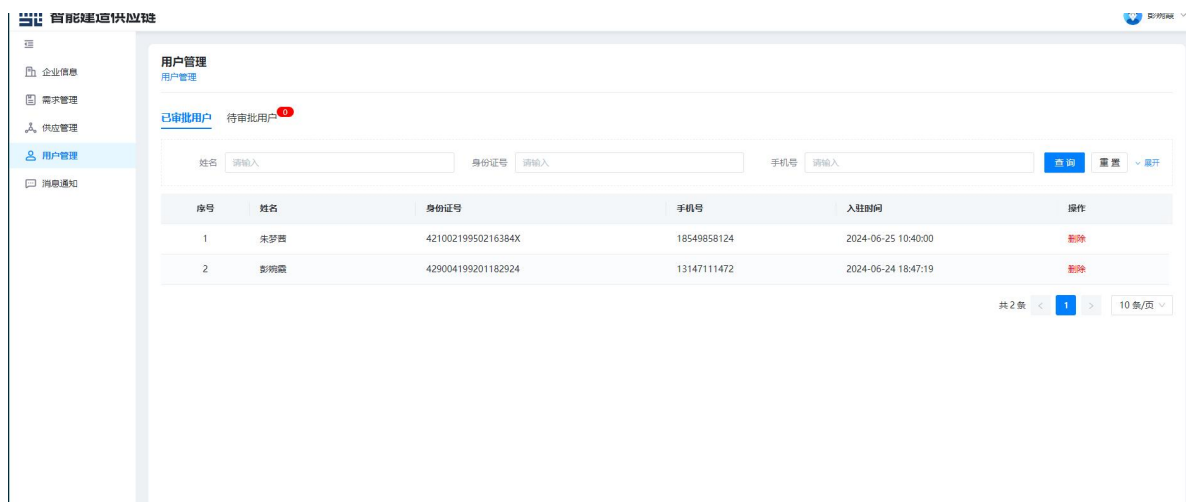 智能建造供应链
彭婉霞
企业信息
需求管理
供应管理
用户管理
消息通知
用户管理
用户管理
已审批用户 待审批用户 0
姓名 请输入 身份证号 请输入 手机号 请输入 查询 重置 展开
序号 姓名 身份证号 手机号 入驻时间 操作
1 朱梦茜 42100219950216384X 18549858124 2024-06-25 10:40:00 删除
2 彭婉霞 429004199201182924 13147111472 2024-06-24 18:47:19 删除
共2条 < 1 > 10条/页